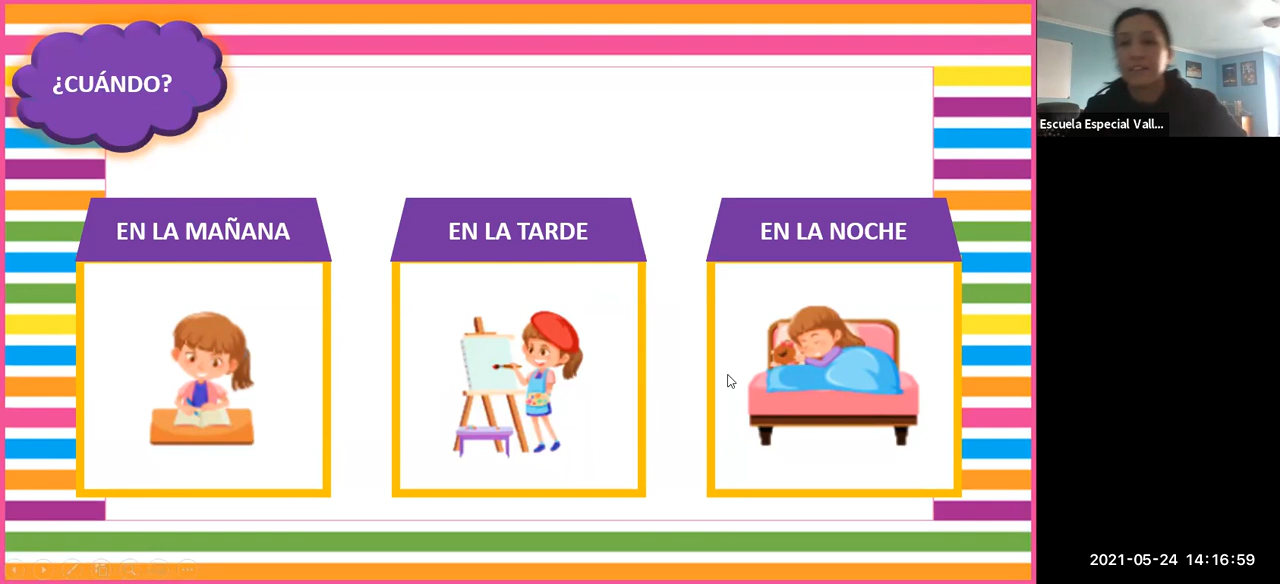 ¿CUÁNDO?
EN LA MAÑANA
EN LA TARDE
EN LA NOCHE
Escuela Especial Vall...
2021-05-24 14:16:59